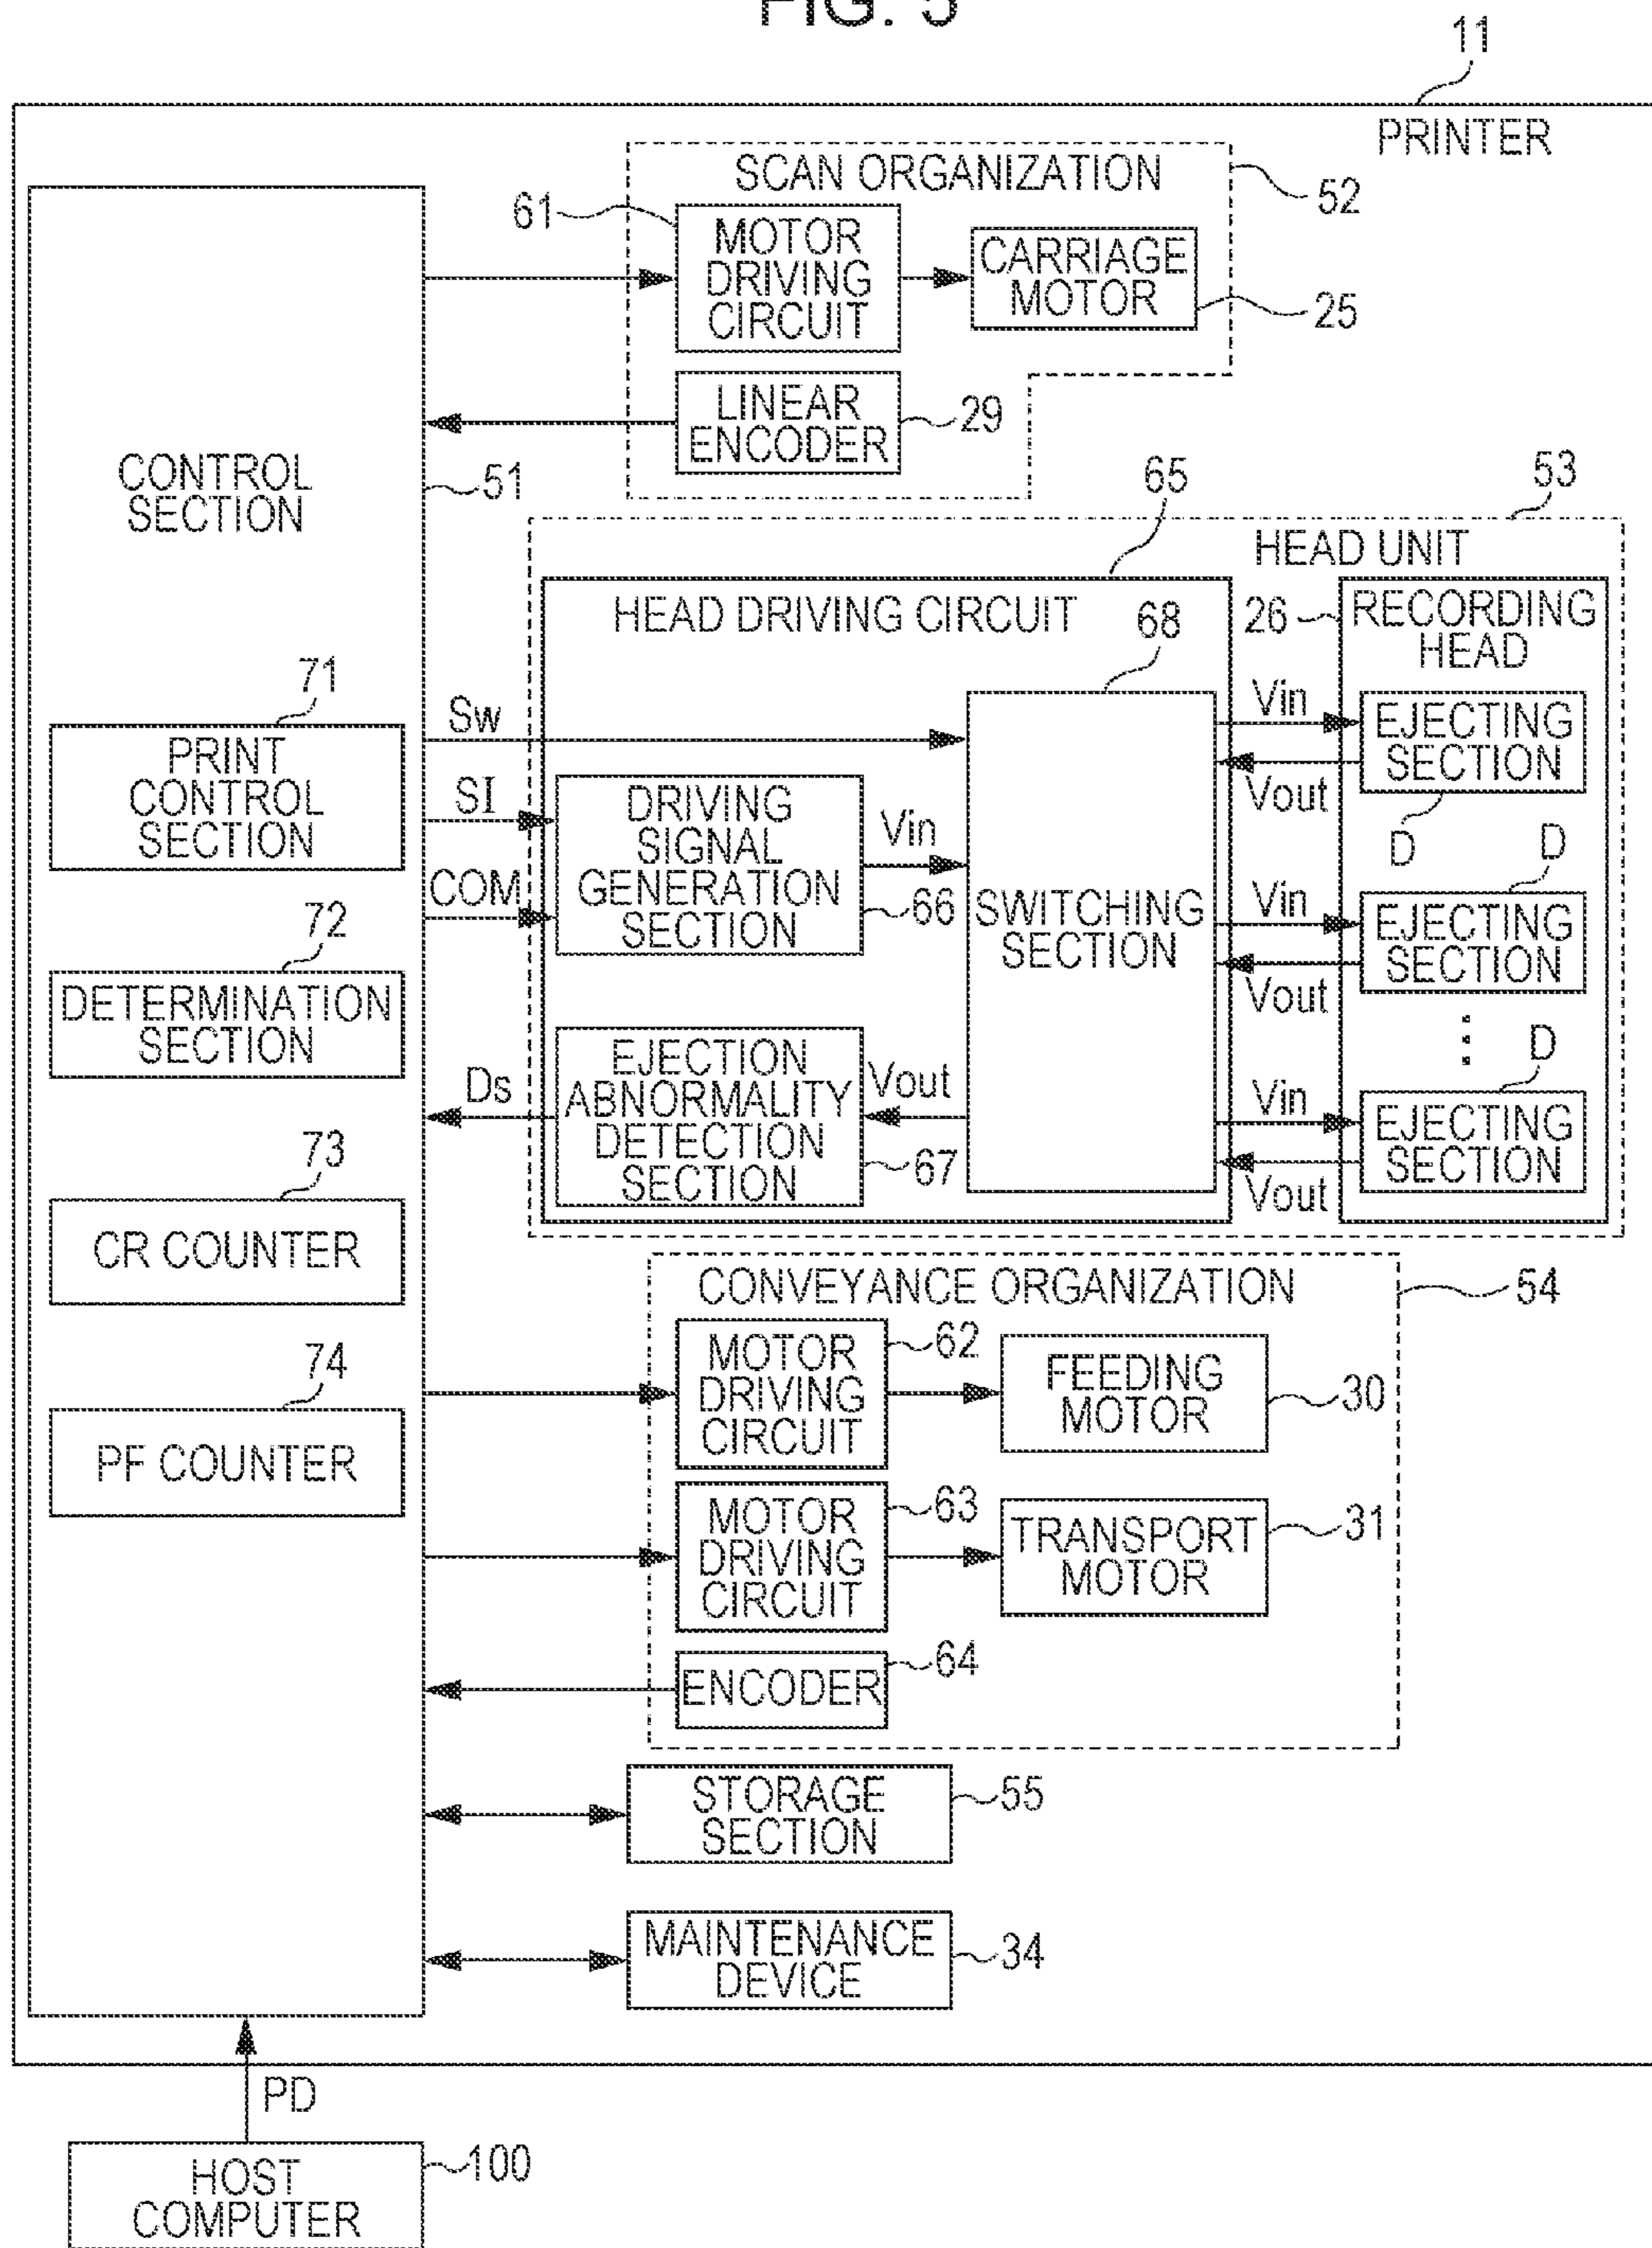 FIG. 5
11
PRINTER
SCAN ORGANIZATION
52
61
MOTOR
DRIVING
CIRCUIT
CARRIAGE
MOTOR
25
LINEAR
ENCODER
29
CONTROL
SECTION
51
53
HEAD UNIT
65
HEAD DRIVING CIRCUIT
68
26
RECORDING
HEAD
71
PRINT
CONTROL
SECTION
Sw
SI
COM
DRIVING
SIGNAL
GENERATION
SECTION
66
Vin
SWITCHING
SECTION
Vin
Vout
EJECTING
SECTION
D
D
Vin
Vout
EJECTING
SECTION
D
Vin
Vout
EJECTING
SECTION
72
DETERMINATION
SECTION
Ds
EJECTION
ABNORMALITY
DETECTION
SECTION
67
Vout
73
CR COUNTER
74
PF COUNTER
CONVEYANCE ORGANIZATION
54
62
MOTOR
DRIVING
CIRCUIT
FEEDING
MOTOR
30
63
MOTOR
DRIVING
CIRCUIT
TRANSPORT
MOTOR
31
64
ENCODER
STORAGE
SECTION
55
MAINTENANCE
DEVICE
34
PD
HOST
COMPUTER
100